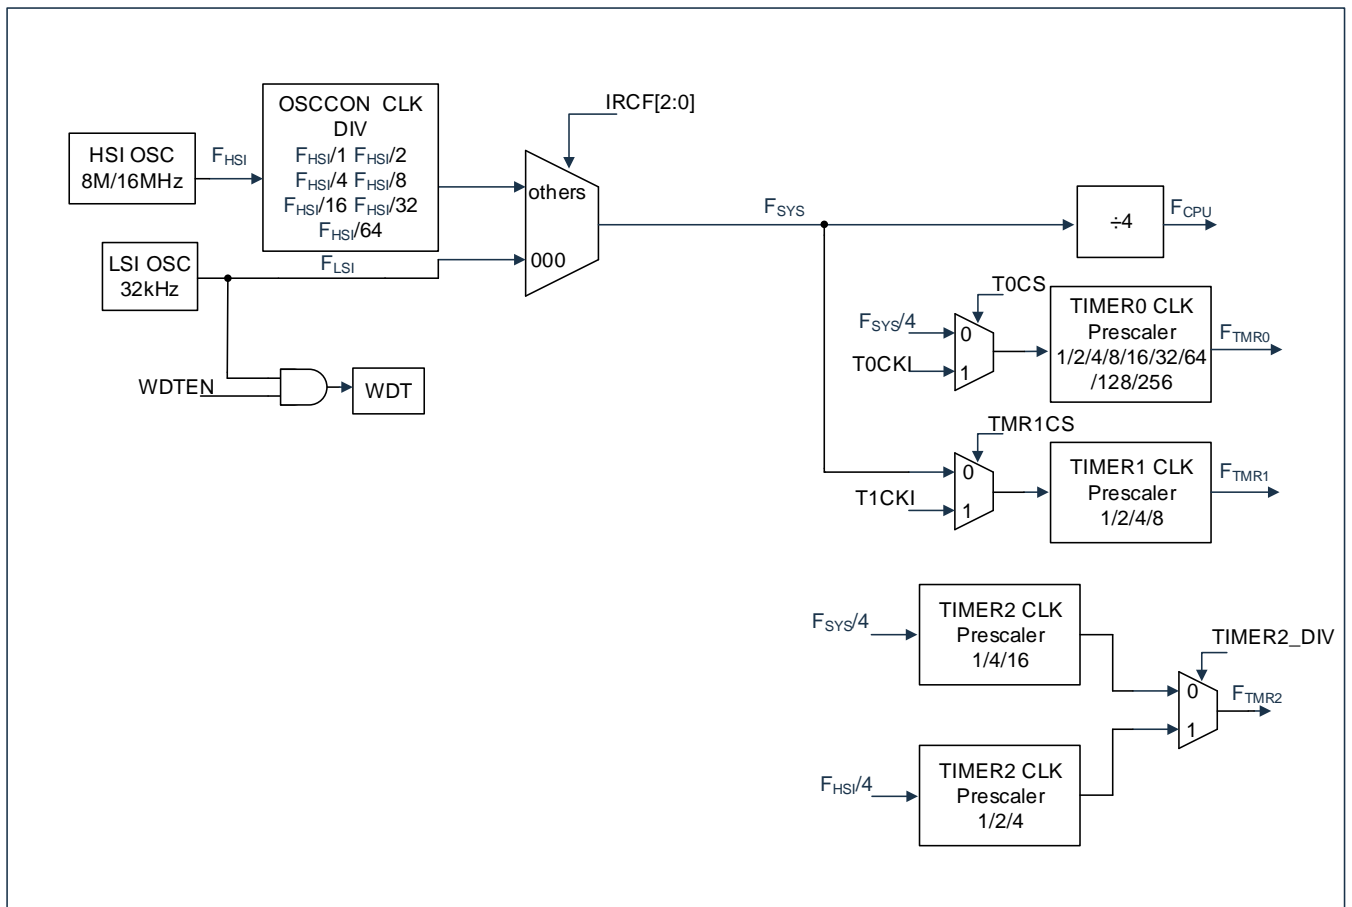 IRCF[2:0]
HSI OSC
8M/16MHz
FHSI
OSCCON CLK
DIV
FHSI/1 FHSI/2
FHSI/4 FHSI/8
FHSI/16 FHSI/32
FHSI/64
others
000
FSYS
÷4
FCPU
LSI OSC
32kHz
FLSI
WDTEN
WDT
T0CS
FSYS/4
T0CKI
0
1
TIMER0 CLK
Prescaler
1/2/4/8/16/32/64
/128/256
FTMR0
TMR1CS
T1CKI
0
1
TIMER1 CLK
Prescaler
1/2/4/8
FTMR1
FSYS/4
TIMER2 CLK
Prescaler
1/4/16
TIMER2_DIV
0
1
FTMR2
FHSI/4
TIMER2 CLK
Prescaler
1/2/4